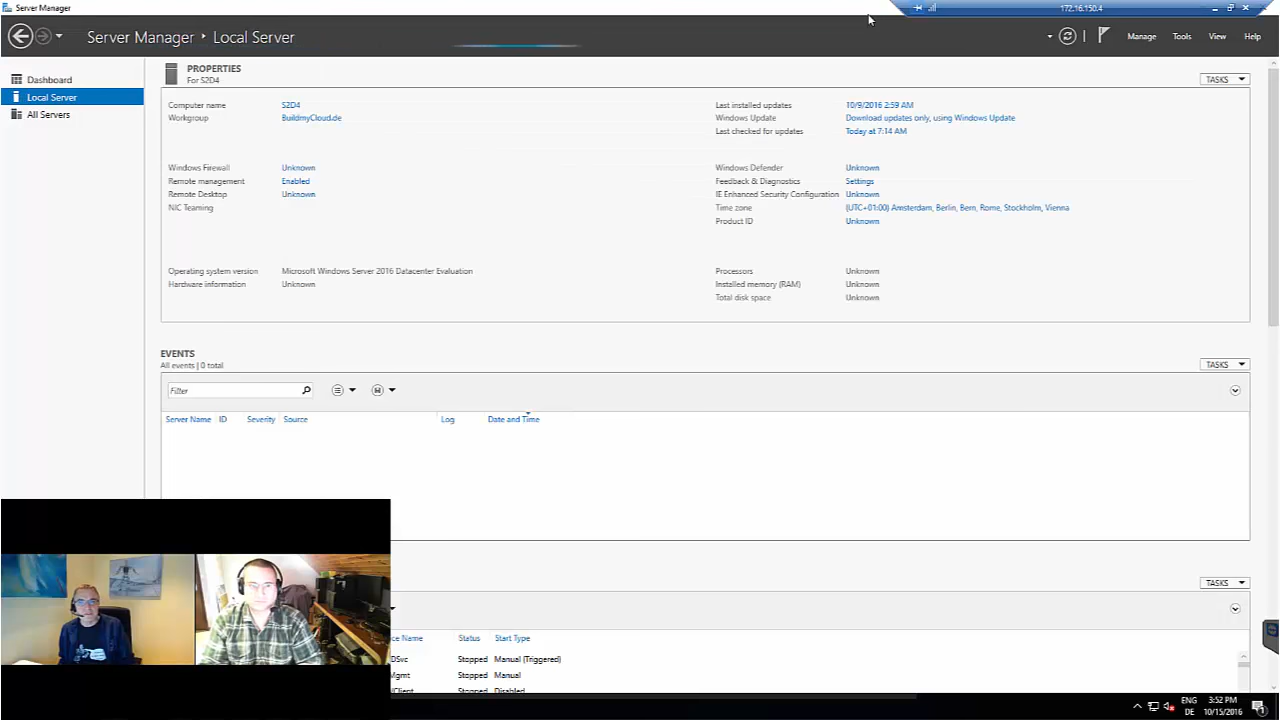 Server Manager
172.16.150.4
Server Manager ‣ Local Server
Manage Tools View Help
Dashboard
Local Server
All Servers
PROPERTIES
For S2D4
TASKS
Computer name S2D4
Workgroup BuildmyCloud.de
Last installed updates 10/9/2016 2:59 AM
Windows Update Download updates only, using Windows Update
Last checked for updates Today at 7:14 AM
Windows Firewall Unknown
Remote management Enabled
Remote Desktop Unknown
NIC Teaming
Windows Defender Unknown
Feedback & Diagnostics Settings
IE Enhanced Security Configuration Unknown
Time zone (UTC+01:00) Amsterdam, Berlin, Bern, Rome, Stockholm, Vienna
Product ID Unknown
Operating system version Microsoft Windows Server 2016 Datacenter Evaluation
Hardware information Unknown
Processors Unknown
Installed memory (RAM) Unknown
Total disk space Unknown
EVENTS
All events | 0 total
TASKS
Filter
Server Name ID Severity Source Log Date and Time
TASKS
ce Name Status Start Type
DSvc Stopped Manual (Triggered)
Mgmt Stopped Manual
Client Stopped Disabled
ENG 3:52 PM
DE 10/15/2016